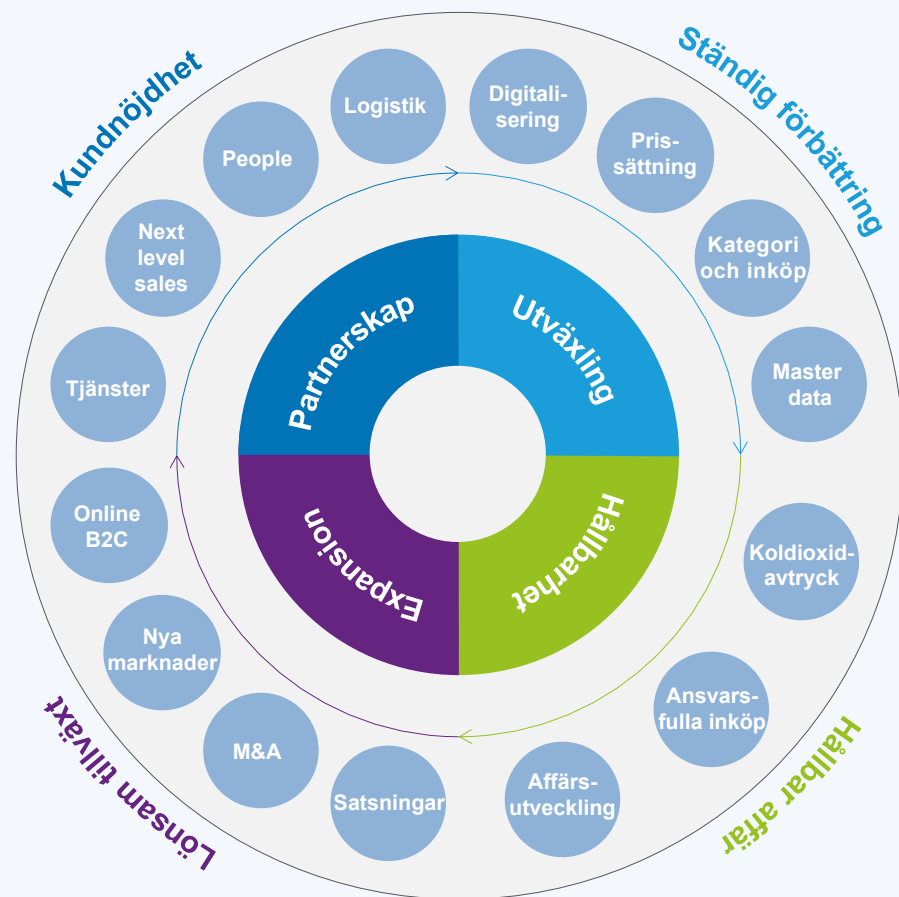 Kundnöjdhet
Ständig förbättring
Logistik
Digitali-
sering
People
Pris-
sättning
Next
level
sales
Kategori
och inköp
Tjänster
Master
data
Partnerskap
Utväxling
Expansion
Hållbarhet
Online
B2C
Koldioxid-
avtryck
Nya
marknader
Ansvars-
fulla inköp
M&A
Satsningar
Affärs-
utveckling
Lönsam tillväxt
Hållbar affär